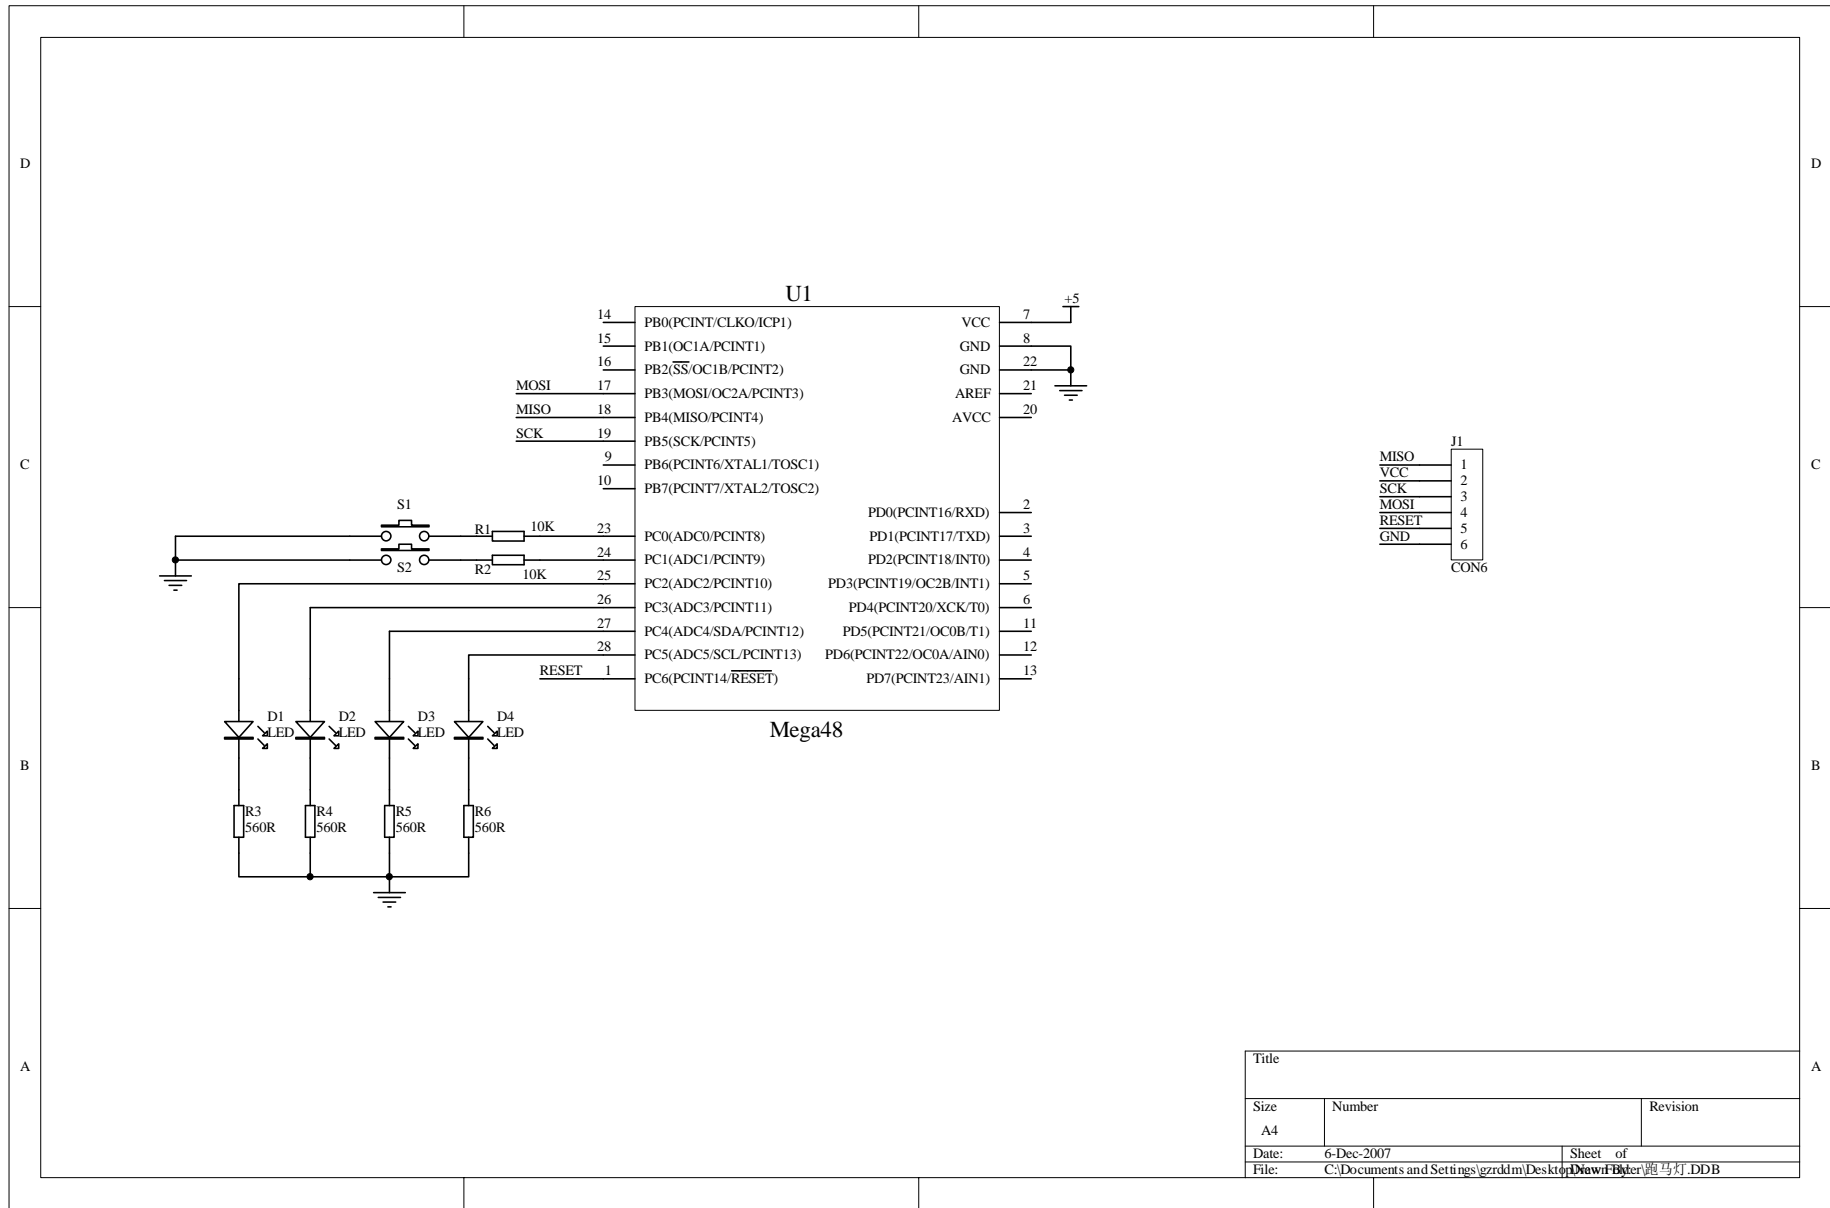 D
D
U1
+5
14 PB0(PCINT/CLKO/ICP1)
VCC 7
15 PB1(OC1A/PCINT1)
GND 8
16 PB2(SS/OC1B/PCINT2)
GND 22
MOSI 17 PB3(MOSI/OC2A/PCINT3)
AREF 21
MISO 18 PB4(MISO/PCINT4)
AVCC 20
SCK 19 PB5(SCK/PCINT5)
9 PB6(PCINT6/XTAL1/TOSC1)
10 PB7(PCINT7/XTAL2/TOSC2)
C
C
J1
MISO 1
VCC 2
SCK 3
MOSI 4
RESET 5
GND 6
CON6
PD0(PCINT16/RXD) 2
S1
R1 10K 23 PC0(ADC0/PCINT8)
PD1(PCINT17/TXD) 3
S2
R2 10K 24 PC1(ADC1/PCINT9)
PD2(PCINT18/INT0) 4
25 PC2(ADC2/PCINT10)
PD3(PCINT19/OC2B/INT1) 5
26 PC3(ADC3/PCINT11)
PD4(PCINT20/XCK/T0) 6
27 PC4(ADC4/SDA/PCINT12)
PD5(PCINT21/OC0B/T1) 11
28 PC5(ADC5/SCL/PCINT13)
PD6(PCINT22/OC0A/AIN0) 12
RESET 1 PC6(PCINT14/RESET)
PD7(PCINT23/AIN1) 13
Mega48
D1
LED
D2
LED
D3
LED
D4
LED
B
B
R3
560R
R4
560R
R5
560R
R6
560R
A
A
Title
Size
A4
Number
Revision
Date: 6-Dec-2007
Sheet of
File: C:\Documents and Settings\gzrddm\Desktop\跑马灯.DDB